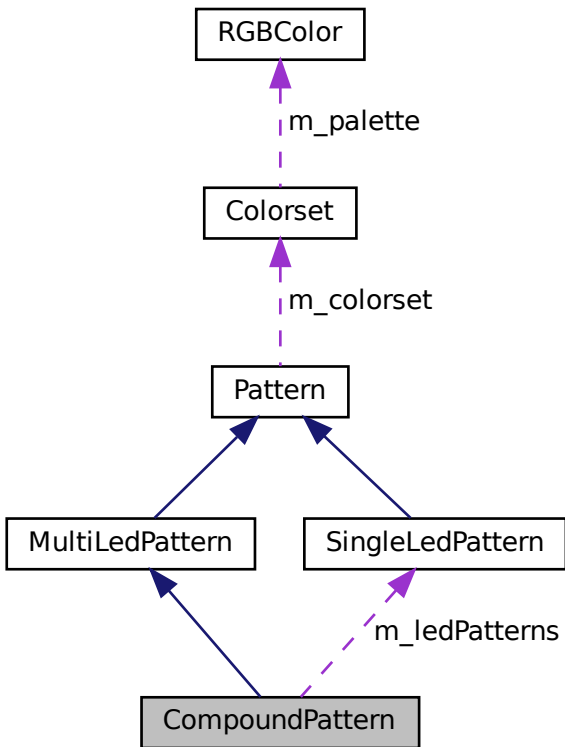 RGBColor
m_palette
Colorset
m_colorset
Pattern
MultiLedPattern
SingleLedPattern
m_ledPatterns
CompoundPattern